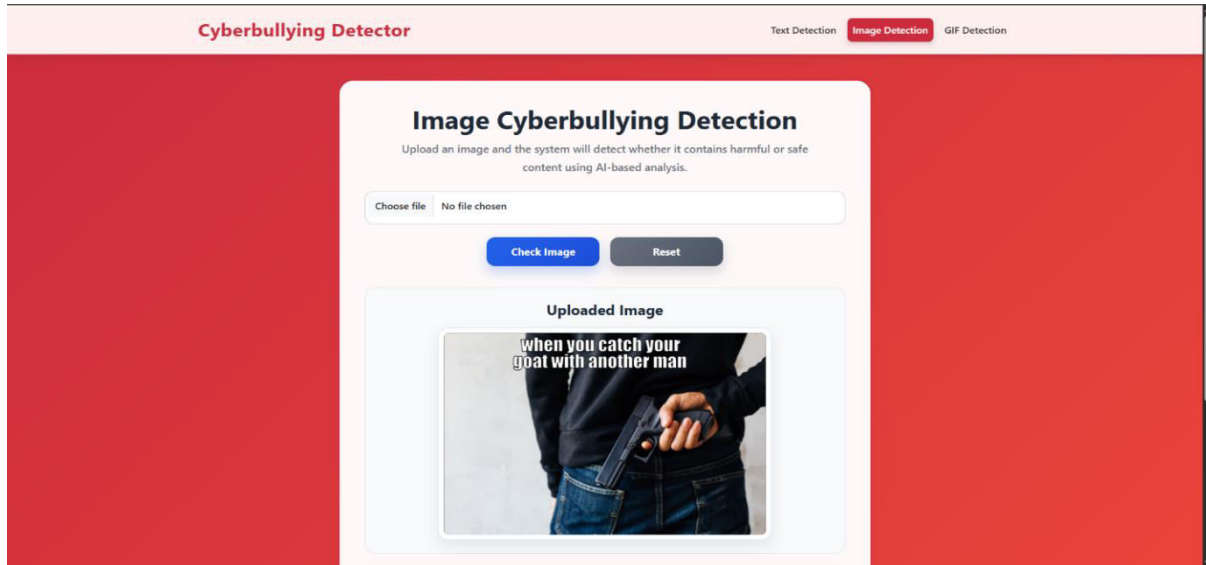 Cyberbullying Detector
Text Detection
Image Detection
GIF Detection
Image Cyberbullying Detection
Upload an image and the system will detect whether it contains harmful or safe
content using AI-based analysis.
Choose file No file chosen
Check Image
Reset
Uploaded Image
when you catch your
goat with another man